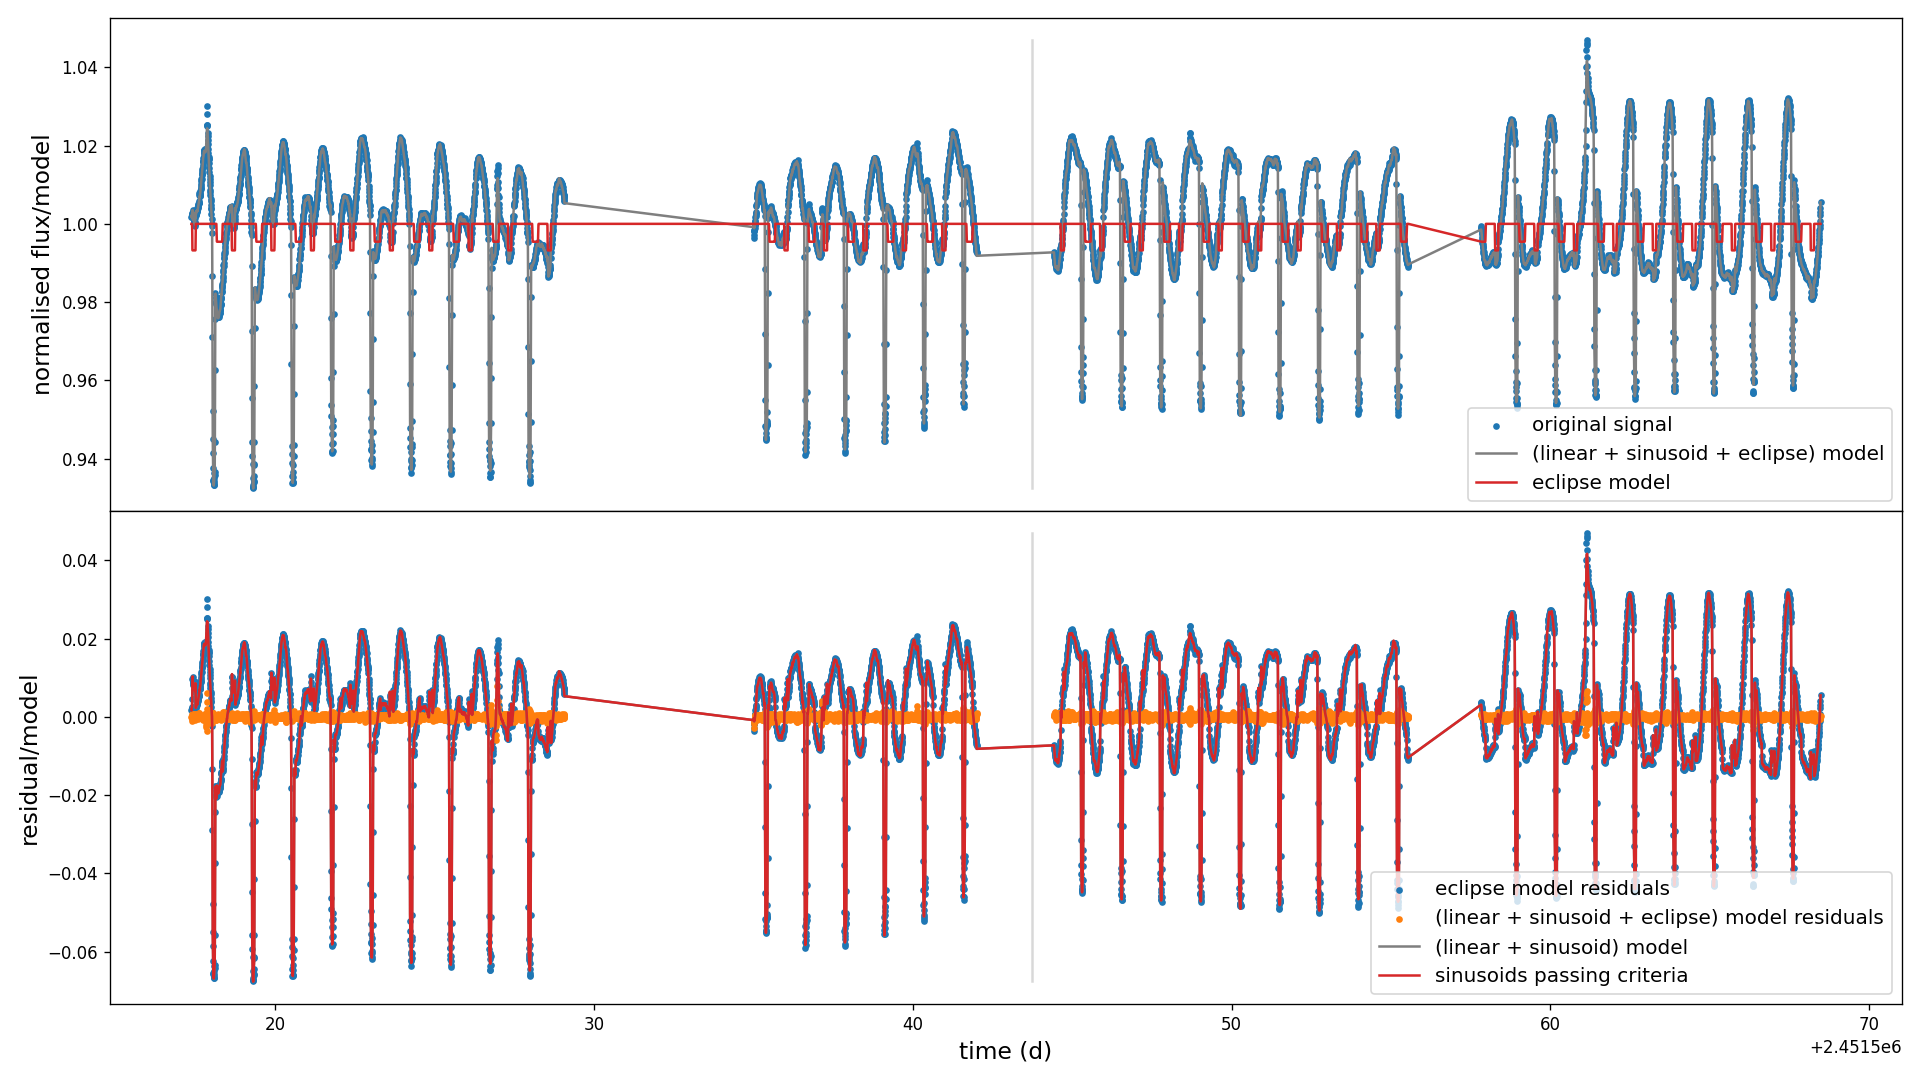 1.04
1.02
1.00
0.98
0.96
0.94
normalised flux/model
original signal
(linear + sinusoid + eclipse) model
eclipse model
0.04
0.02
0.00
−0.02
−0.04
−0.06
residual/model
eclipse model residuals
(linear + sinusoid + eclipse) model residuals
(linear + sinusoid) model
sinusoids passing criteria
20 30 40 50 60 70
time (d)
+2.4515e6